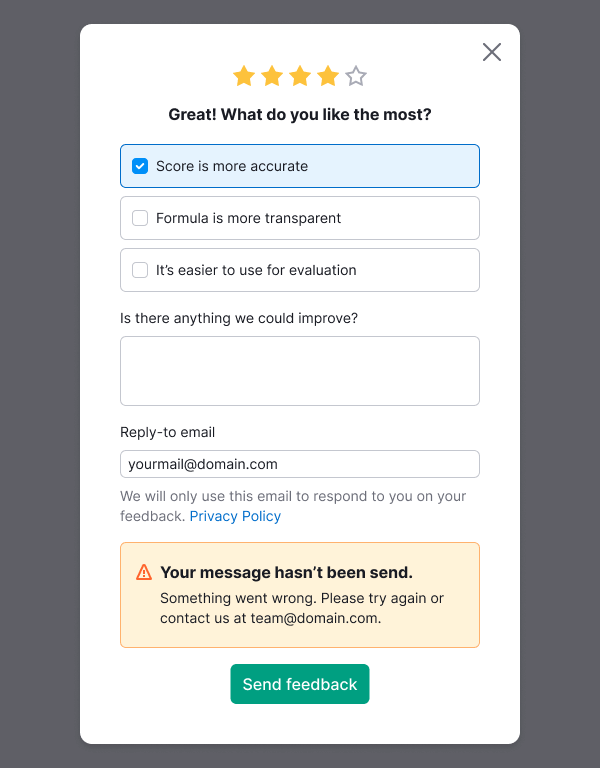 Great! What do you like the most?
Score is more accurate
Formula is more transparent
It’s easier to use for evaluation
Is there anything we could improve?
Reply-to email
yourmail@domain.com
We will only use this email to respond to you on your
feedback. Privacy Policy
Your message hasn’t been send.
Something went wrong. Please try again or
contact us at team@domain.com.
Send feedback